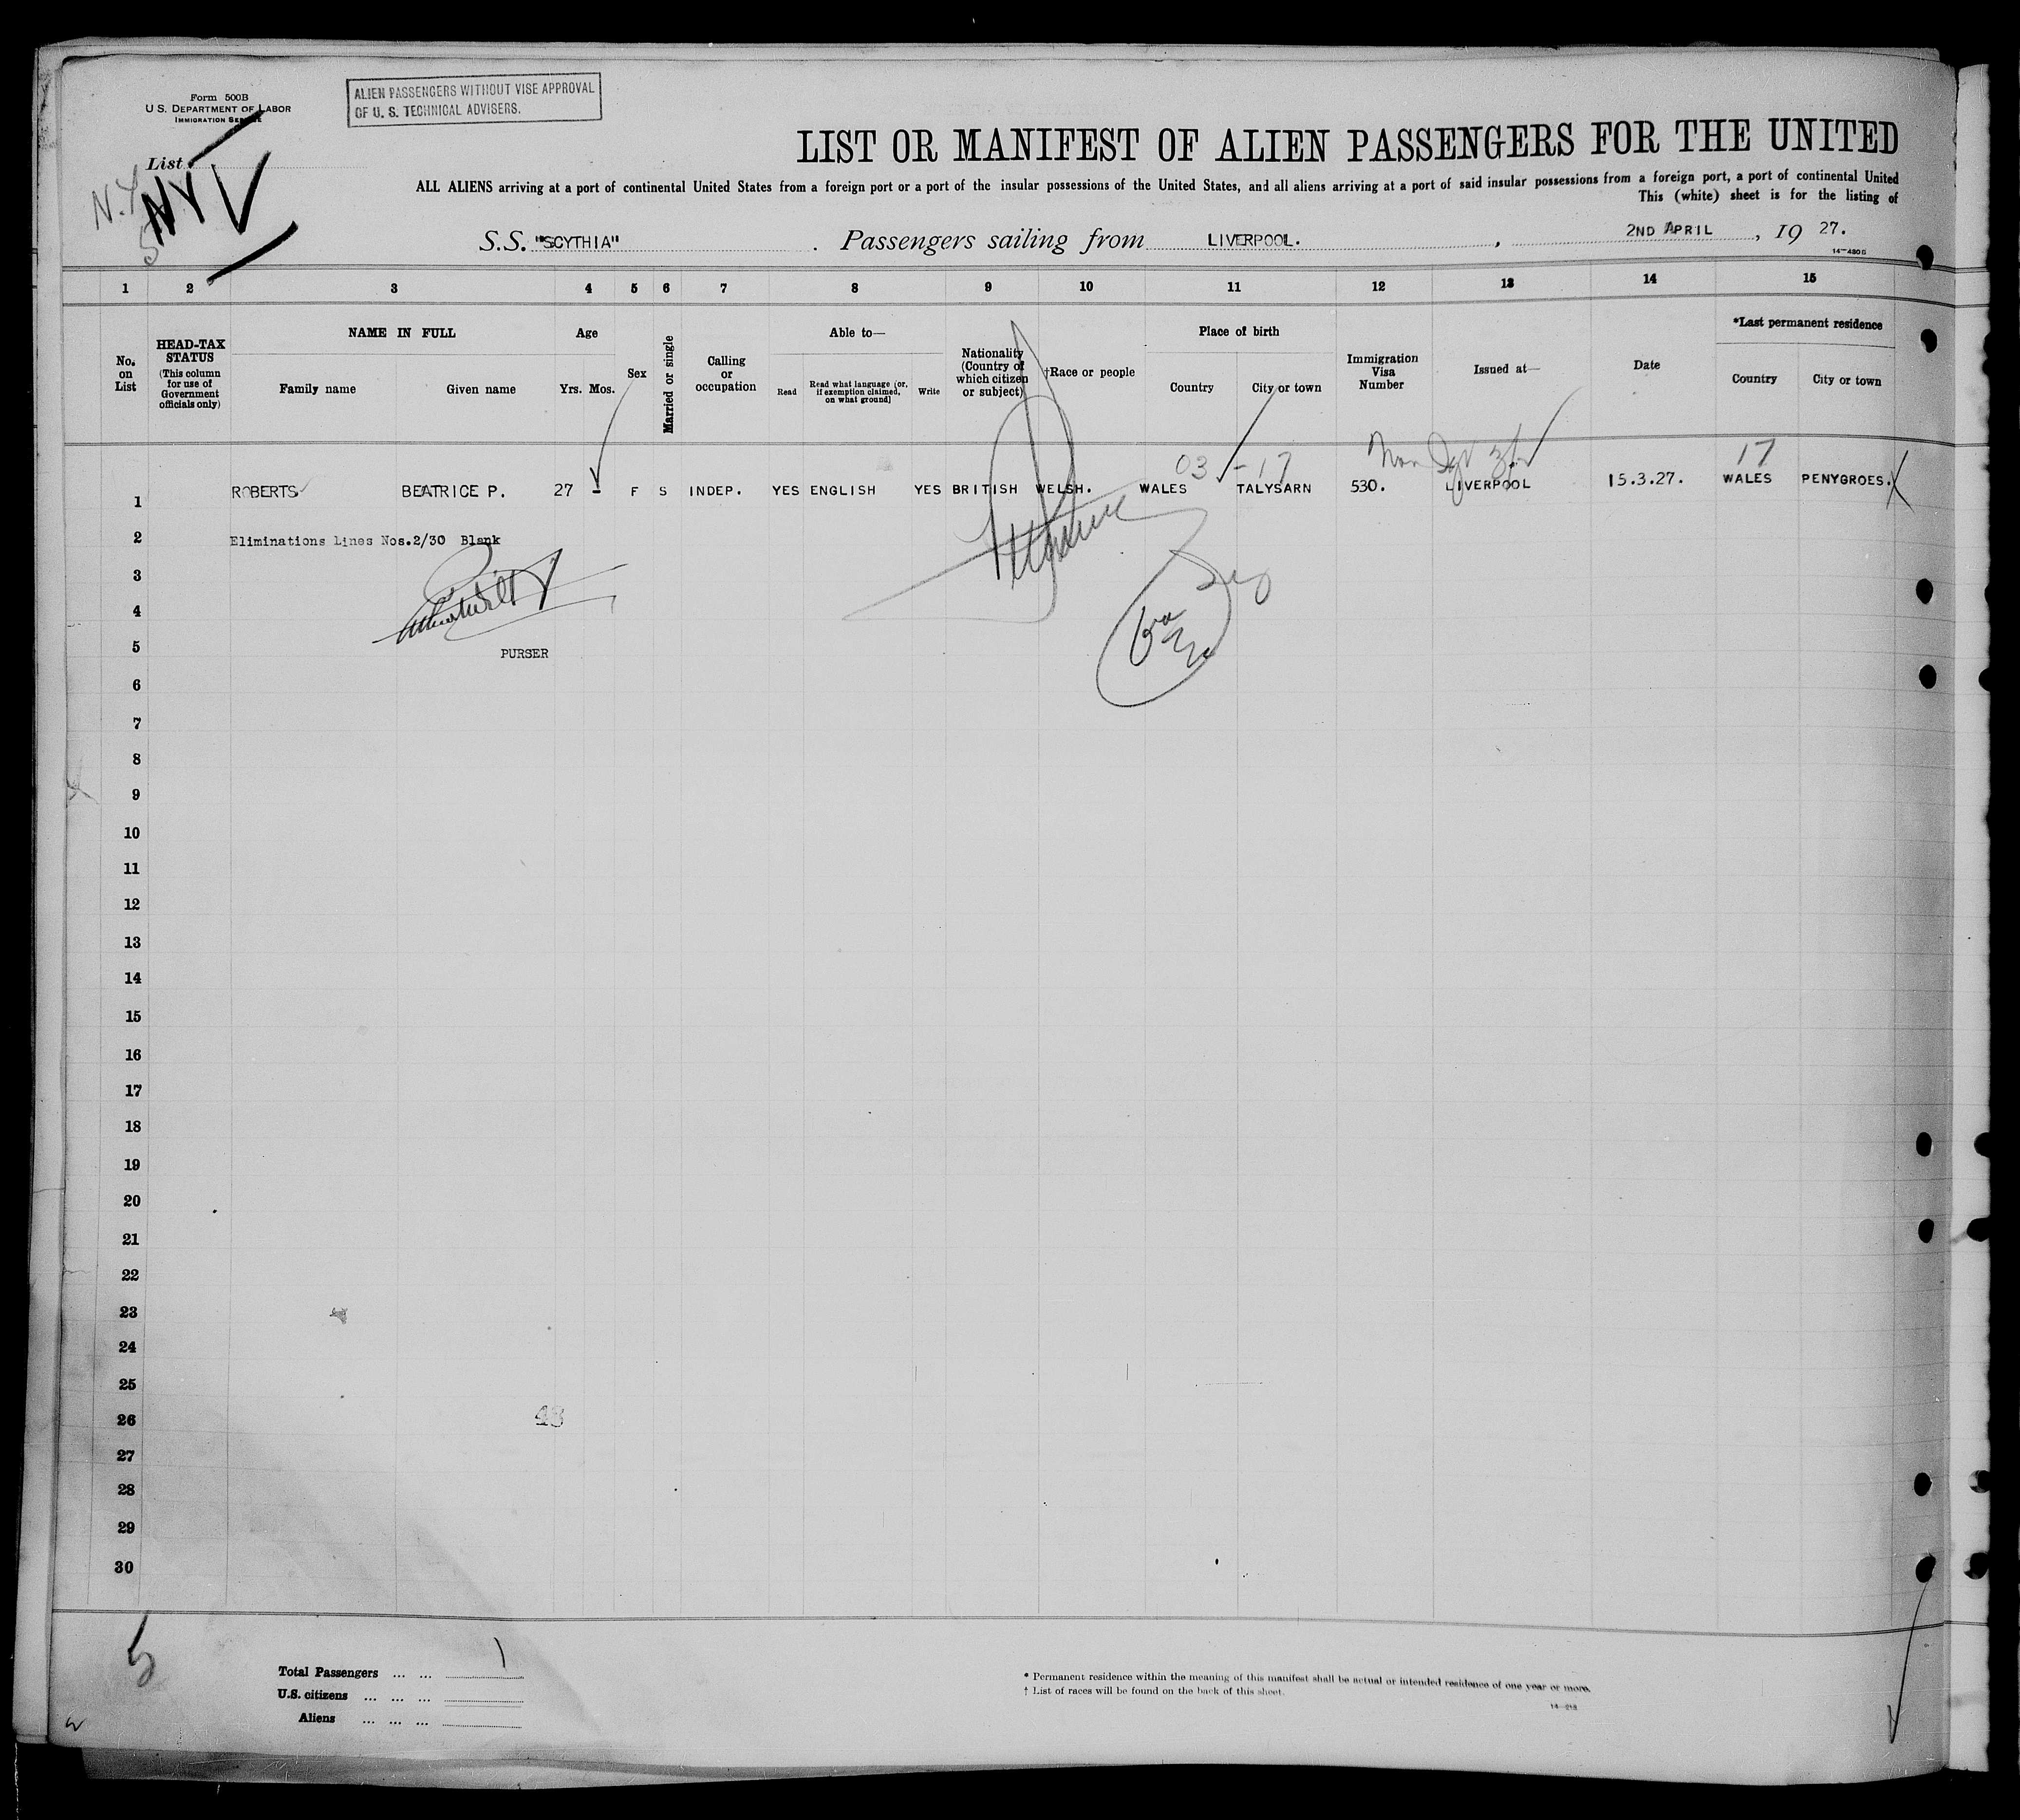 Form 500B
U. S. DEPARTMENT OF LABOR
IMMIGRATION SERVICE
ALIEN PASSENGERS WITHOUT VISE APPROVAL
OF U. S. TECHNICAL ADVISERS.
List
N.Y.
NY V
5
LIST OR MANIFEST OF ALIEN PASSENGERS FOR THE UNITED
ALL ALIENS arriving at a port of continental United States from a foreign port or a port of the insular possessions of the United States, and all aliens arriving at a port of said insular possessions from a foreign port, a port of continental United
This (white) sheet is for the listing of
S.S. "SCYTHIA" . Passengers sailing from LIVERPOOL. , 2ND APRIL , 19 27.
14—430 B
1 2 3 4 5 6 7 8 9 10 11 12 13 14 15
No. on List
HEAD-TAX STATUS
(This column for use of Government officials only)
NAME IN FULL
Family name Given name
Age
Yrs. Mos.
Sex
Married or single
Calling or occupation
Able to—
Read
Read what language (or, if exemption claimed, on what ground)
Write
Nationality (Country of which citizen or subject)
†Race or people
Place of birth
Country City or town
Immigration Visa Number
Issued at—
Date
*Last permanent residence
Country City or town
03 - 17 17
1 ROBERTS BEATRICE P. 27 - F S INDEP. YES ENGLISH YES BRITISH WELSH. WALES TALYSARN 530. LIVERPOOL 15.3.27. WALES PENYGROES.
2 Eliminations Lines Nos.2/30 Blank
3
4
5 PURSER
6
7
8
9
10
11
12
13
14
15
16
17
18
19
20
21
22
23
24
25
26 43
27
28
29
30
5
Total Passengers ... ... 1
U.S. citizens ... ... ...
Aliens ... ... ...
* Permanent residence within the meaning of this manifest shall be actual or intended residence of one year or more.
† List of races will be found on the back of this sheet.